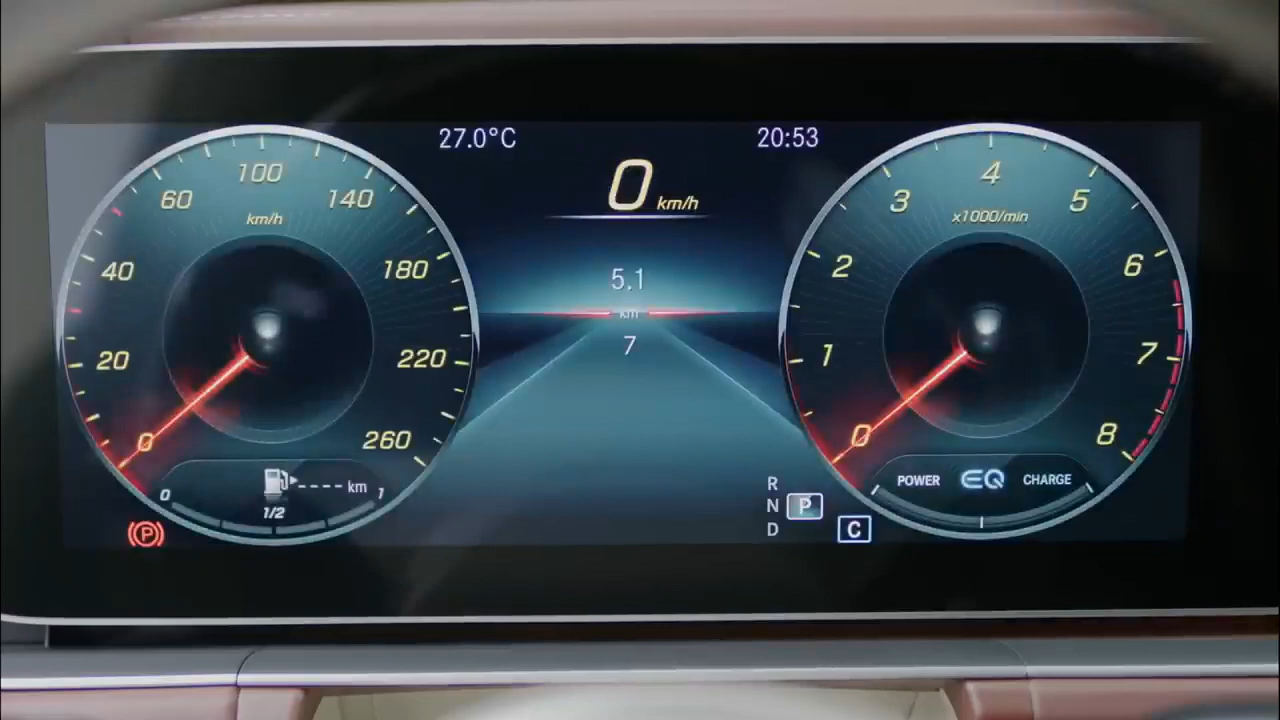 27.0°C
20:53
0 km/h
100
60
140
km/h
40
180
20
220
0
260
0
----- km
1
1/2
(P)
5.1
km
7
4
3
5
x1000/min
2
6
1
7
0
8
POWER EQ CHARGE
R
N P
D C